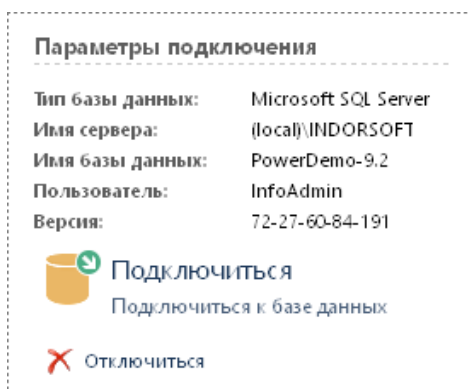 Параметры подключения
Тип базы данных: Microsoft SQL Server
Имя сервера: (local)\INDORSOFT
Имя базы данных: PowerDemo-9.2
Пользователь: InfoAdmin
Версия: 72-27-60-84-191
Подключиться
Подключиться к базе данных
Отключиться